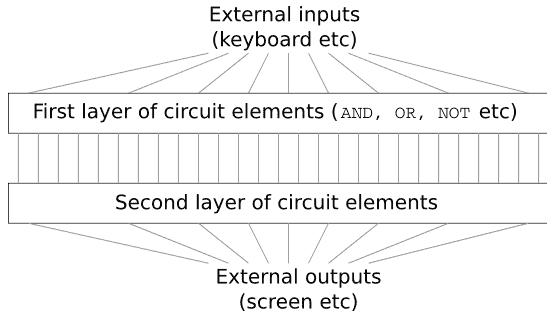 External inputs
(keyboard etc)
First layer of circuit elements (AND, OR, NOT etc)
Second layer of circuit elements
External outputs
(screen etc)